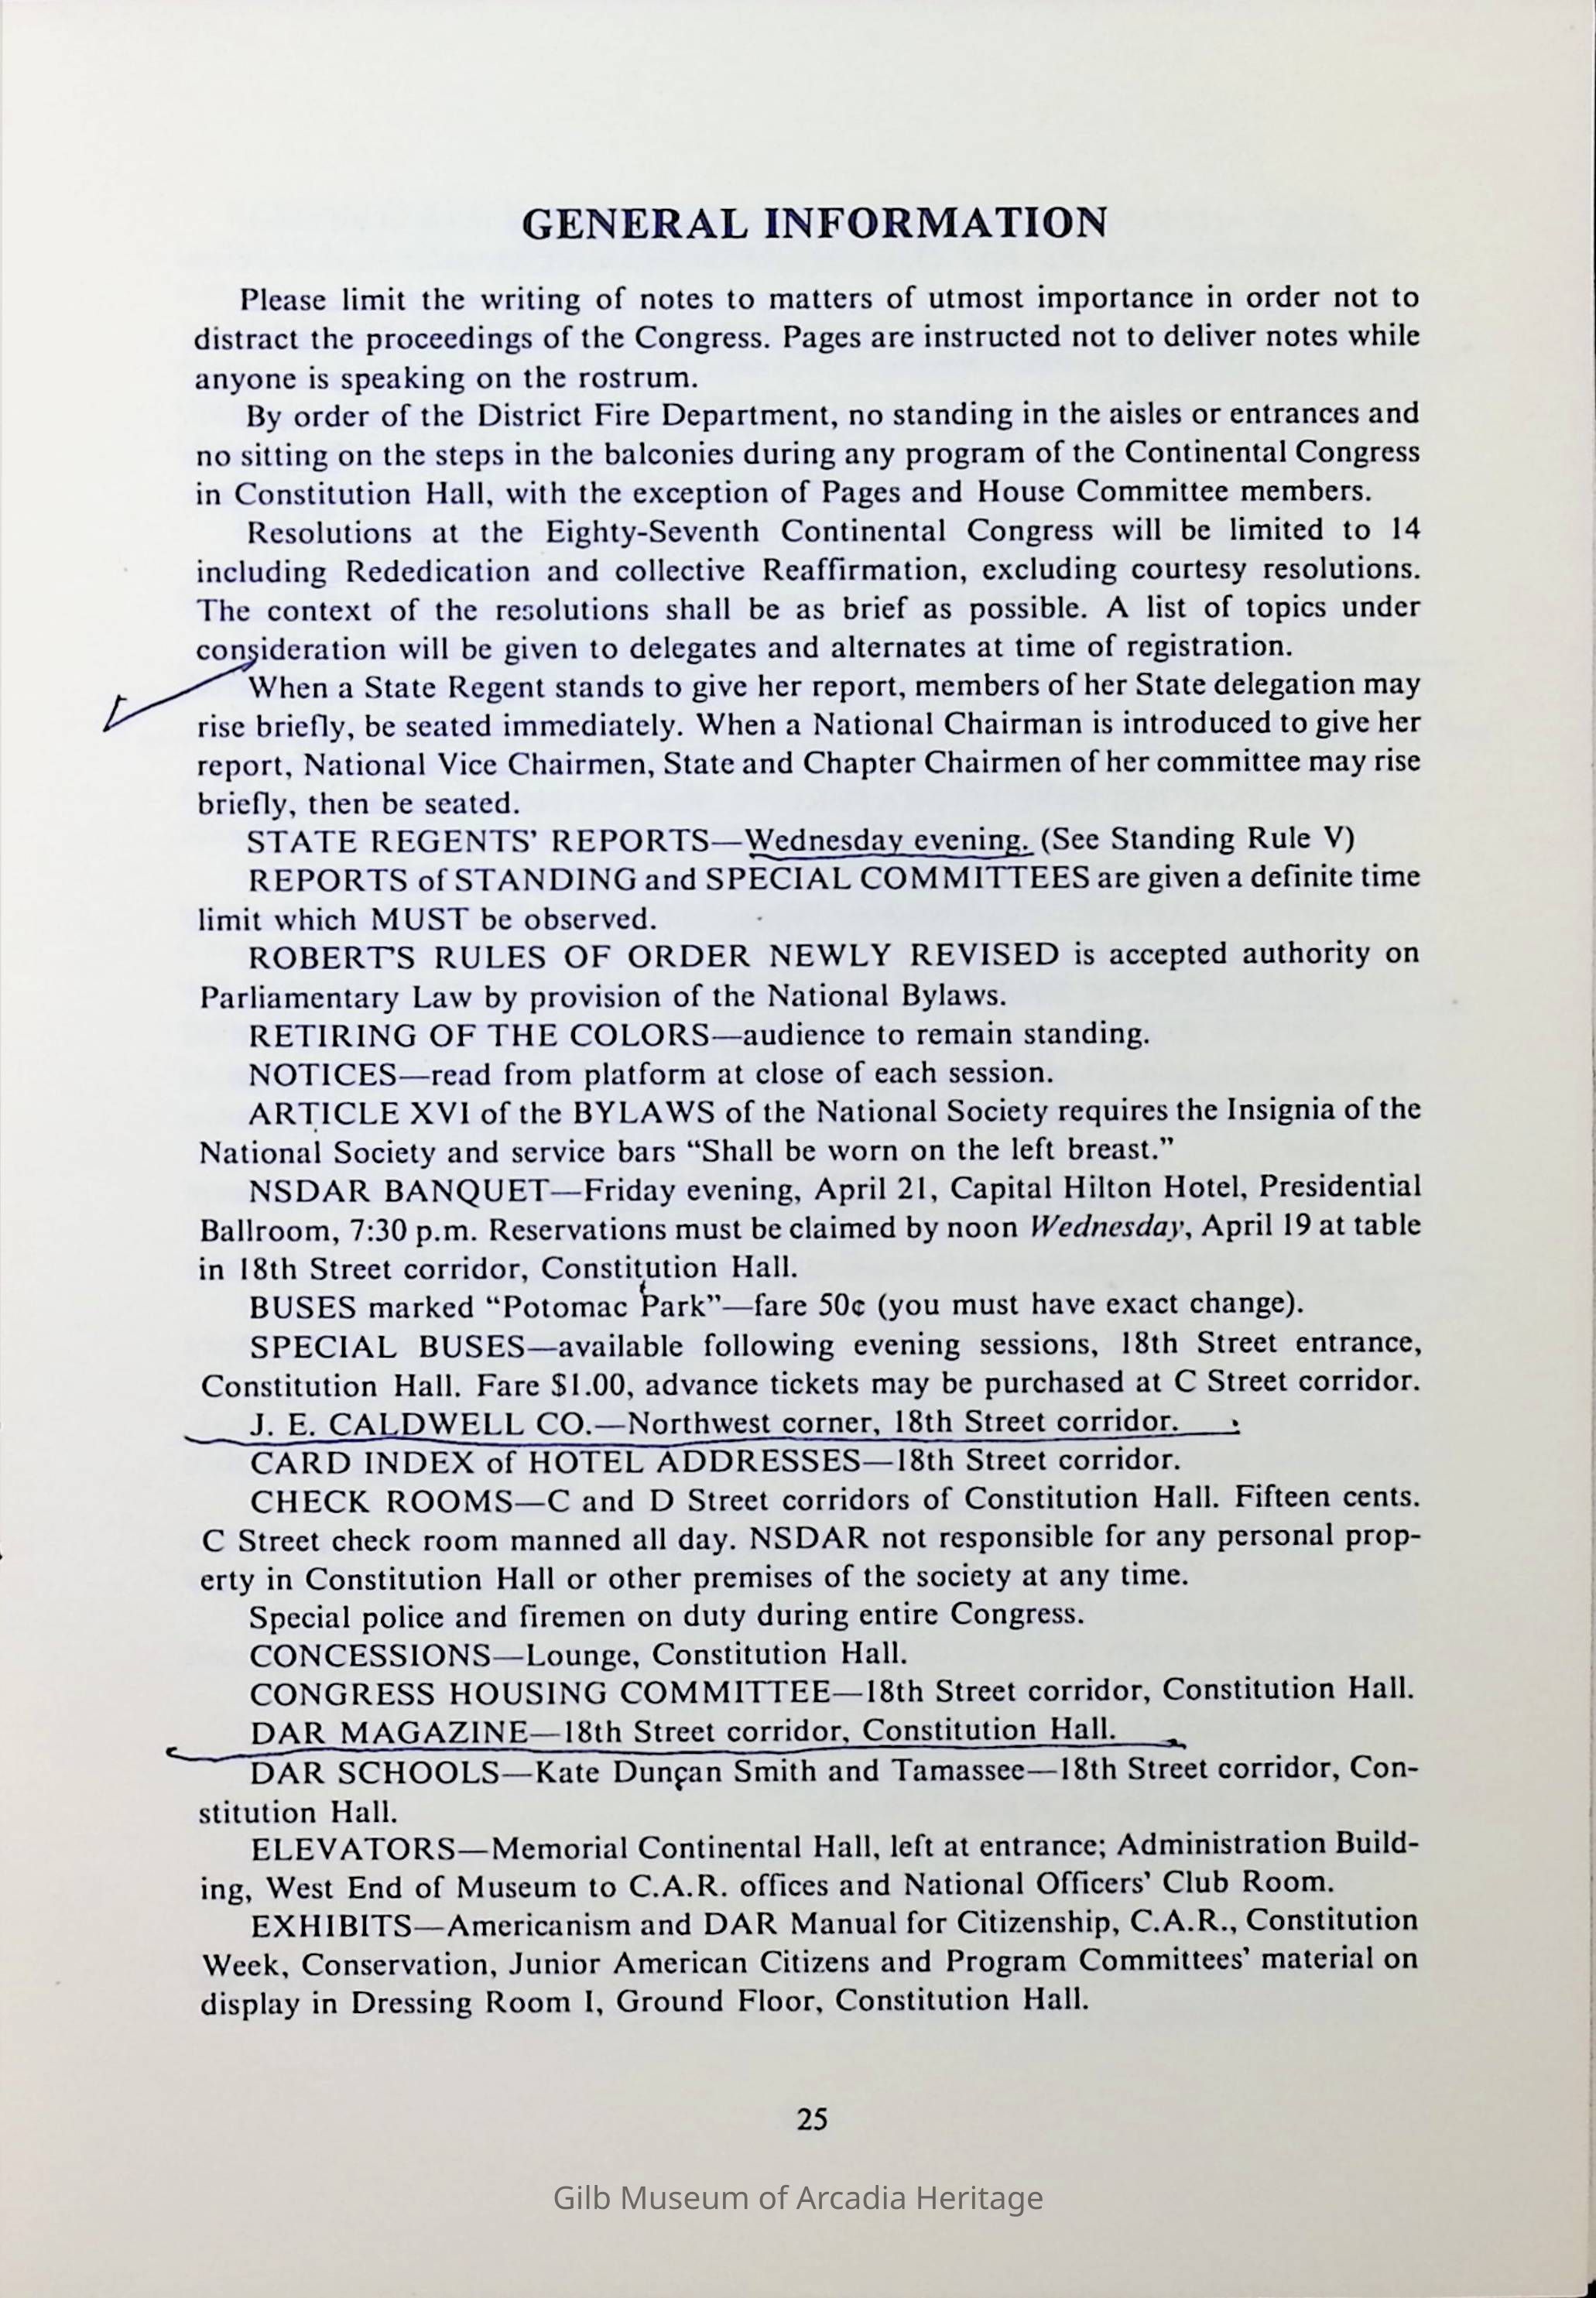 GENERAL INFORMATION
Please limit the writing of notes to matters of utmost importance in order not to
distract the proceedings of the Congress. Pages are instructed not to deliver notes while
anyone is speaking on the rostrum.
By order of the District Fire Department, no standing in the aisles or entrances and
no sitting on the steps in the balconies during any program of the Continental Congress
in Constitution Hall, with the exception of Pages and House Committee members.
Resolutions at the Eighty-Seventh Continental Congress will be limited to 14
including Rededication and collective Reaffirmation, excluding courtesy resolutions.
The context of the resolutions shall be as brief as possible. A list of topics under
consideration will be given to delegates and alternates at time of registration.
When a State Regent stands to give her report, members of her State delegation may
rise briefly, be seated immediately. When a National Chairman is introduced to give her
report, National Vice Chairmen, State and Chapter Chairmen of her committee may rise
briefly, then be seated.
STATE REGENTS' REPORTS—Wednesday evening. (See Standing Rule V)
REPORTS of STANDING and SPECIAL COMMITTEES are given a definite time
limit which MUST be observed.
ROBERT'S RULES OF ORDER NEWLY REVISED is accepted authority on
Parliamentary Law by provision of the National Bylaws.
RETIRING OF THE COLORS—audience to remain standing.
NOTICES—read from platform at close of each session.
ARTICLE XVI of the BYLAWS of the National Society requires the Insignia of the
National Society and service bars “Shall be worn on the left breast.”
NSDAR BANQUET—Friday evening, April 21, Capital Hilton Hotel, Presidential
Ballroom, 7:30 p.m. Reservations must be claimed by noon Wednesday, April 19 at table
in 18th Street corridor, Constitution Hall.
BUSES marked “Potomac Park”—fare 50¢ (you must have exact change).
SPECIAL BUSES—available following evening sessions, 18th Street entrance,
Constitution Hall. Fare $1.00, advance tickets may be purchased at C Street corridor.
J. E. CALDWELL CO.—Northwest corner, 18th Street corridor.
CARD INDEX of HOTEL ADDRESSES—18th Street corridor.
CHECK ROOMS—C and D Street corridors of Constitution Hall. Fifteen cents.
C Street check room manned all day. NSDAR not responsible for any personal prop-
erty in Constitution Hall or other premises of the society at any time.
Special police and firemen on duty during entire Congress.
CONCESSIONS—Lounge, Constitution Hall.
CONGRESS HOUSING COMMITTEE—18th Street corridor, Constitution Hall.
DAR MAGAZINE—18th Street corridor, Constitution Hall.
DAR SCHOOLS—Kate Duncan Smith and Tamassee—18th Street corridor, Con-
stitution Hall.
ELEVATORS—Memorial Continental Hall, left at entrance; Administration Build-
ing, West End of Museum to C.A.R. offices and National Officers' Club Room.
EXHIBITS—Americanism and DAR Manual for Citizenship, C.A.R., Constitution
Week, Conservation, Junior American Citizens and Program Committees' material on
display in Dressing Room I, Ground Floor, Constitution Hall.
25
Gilb Museum of Arcadia Heritage